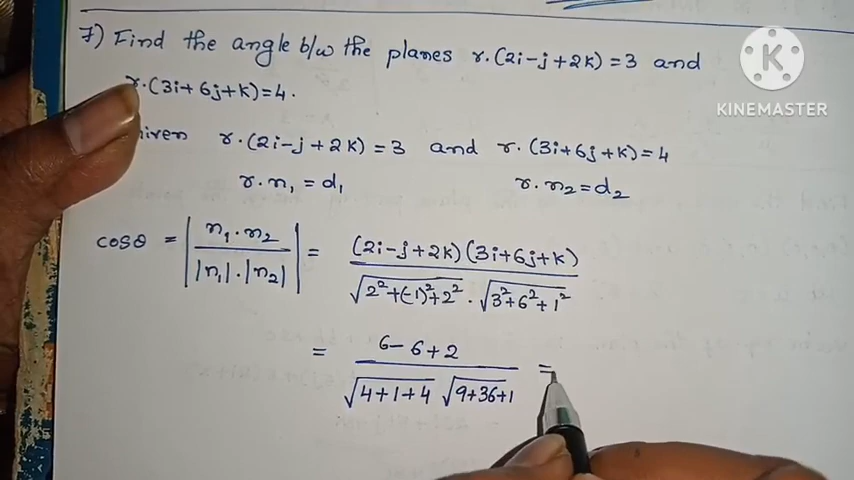 7) Find the angle b/w the planes r.(2i-j+2k)=3 and
r.(3i+6j+k)=4.
KINEMASTER
r.(2i-j+2k)=3 and r.(3i+6j+k)=4
r.n₁=d₁ r.n₂=d₂
cosθ = |n₁.n₂ / |n₁|.|n₂|| = (2i-j+2k)(3i+6j+k) / √2²+(-1)²+2² . √3²+6²+1²
= 6-6+2 / √4+1+4 √9+36+1 =